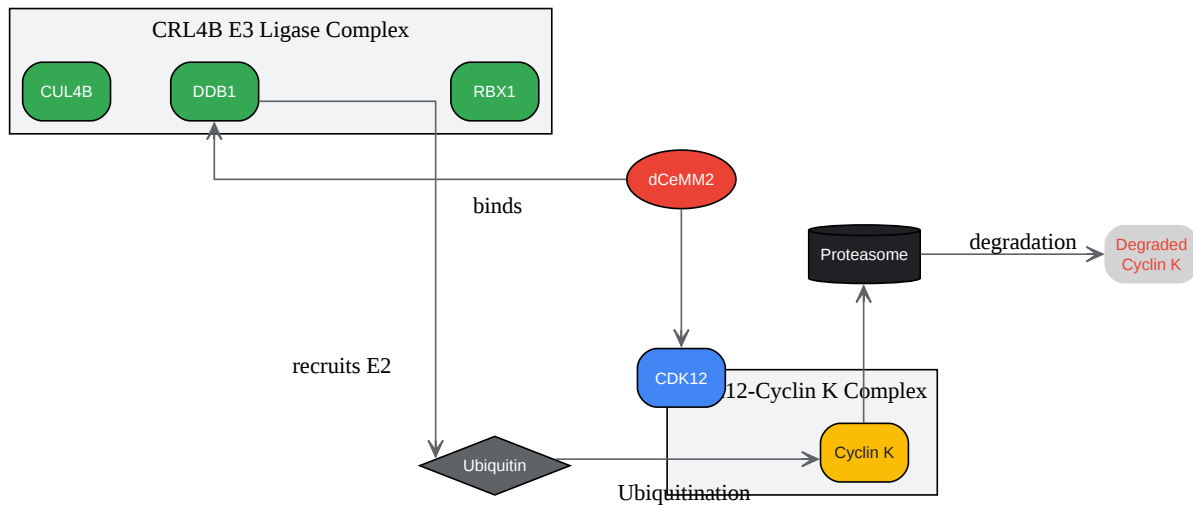 CRL4B E3 Ligase Complex
CUL4B
DDB1
RBX1
dCeMM2
binds
Proteasome
degradation
Degraded
Cyclin K
recruits E2
CDK12
12-Cyclin K Complex
Cyclin K
Ubiquitin
Ubiquitination